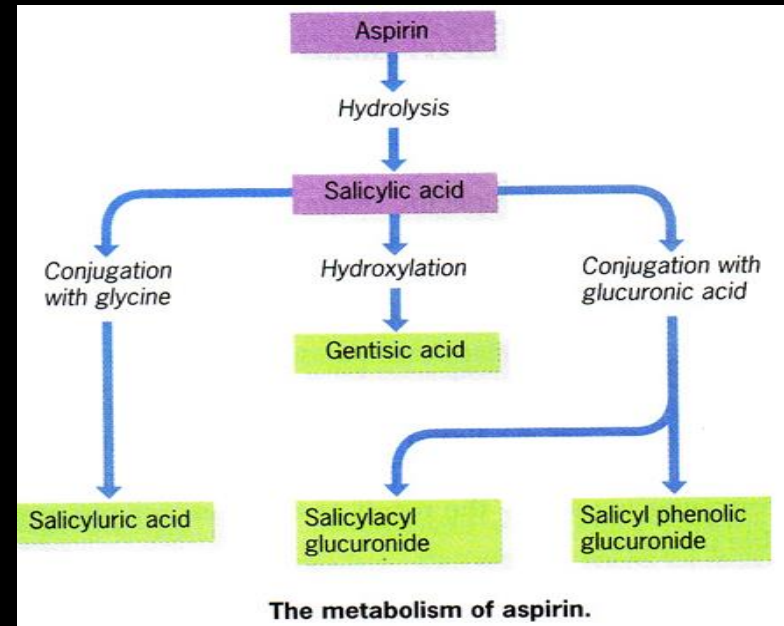 Aspirin
Hydrolysis
Salicylic acid
Conjugation
with glycine
Hydroxylation
Conjugation with
glucuronic acid
Gentisic acid
Salicyluric acid
Salicylacyl
glucuronide
Salicyl phenolic
glucuronide
The metabolism of aspirin.